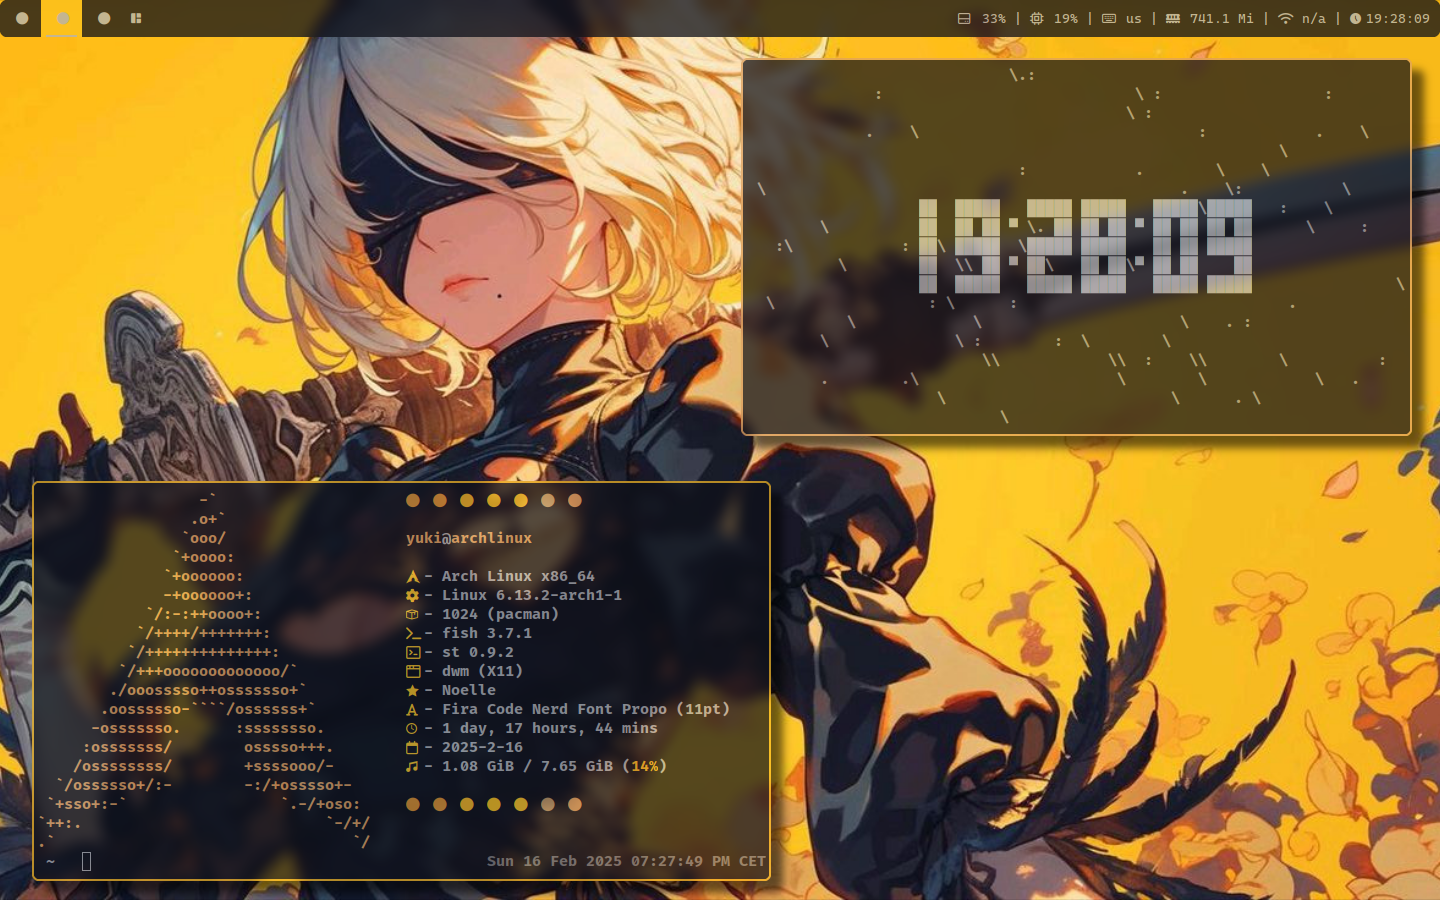 33% | 19% | us | 741.1 Mi | n/a | 19:28:09
19:28:09
yuki@archlinux
- Arch Linux x86_64
- Linux 6.13.2-arch1-1
- 1024 (pacman)
- fish 3.7.1
- st 0.9.2
- dwm (X11)
- Noelle
- Fira Code Nerd Font Propo (11pt)
- 1 day, 17 hours, 44 mins
- 2025-2-16
- 1.08 GiB / 7.65 GiB (14%)
~
Sun 16 Feb 2025 07:27:49 PM CET